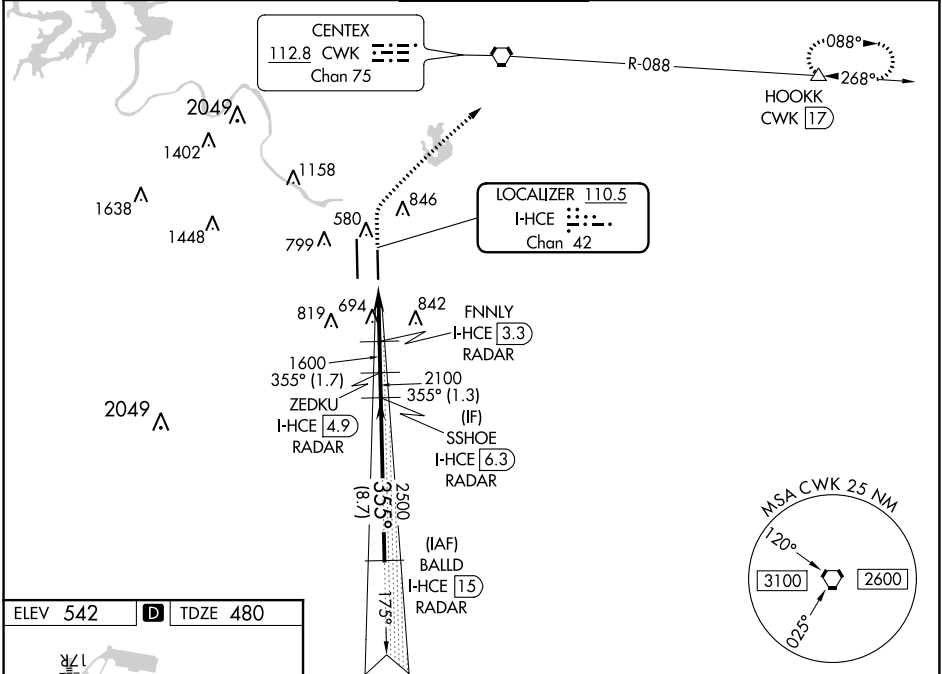 CENTEX
112.8 CWK
Chan 75
R-088
088°
268°
HOOKK
CWK 17
2049
1402
1158
1638
1448
799
580
846
LOCALIZER 110.5
I-HCE
Chan 42
819
694
842
FNNLY
I-HCE 3.3
RADAR
1600
355° (1.7)
2100
355° (1.3)
ZEDKU
I-HCE 4.9
RADAR
(IF)
SSHOE
I-HCE 6.3
RADAR
2049
2500
355°
(8.7)
(IAF)
BALLD
I-HCE 15
RADAR
175°
MSA CWK 25 NM
120°
3100
2600
025°
ELEV 542
D
TDZE 480
17R